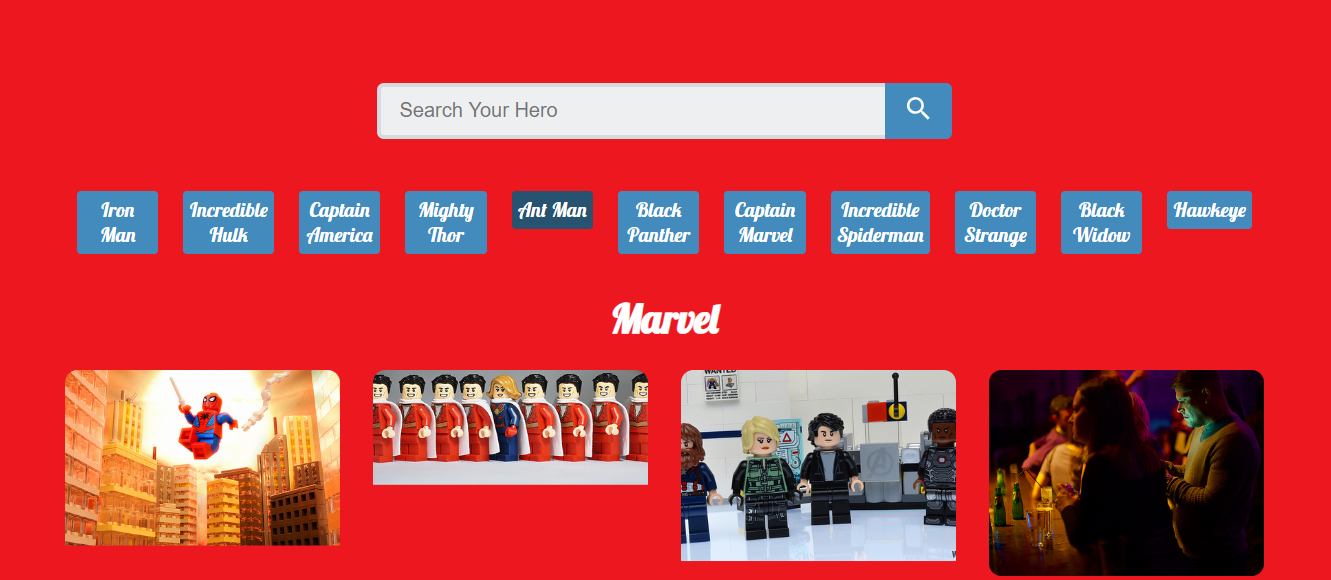 Search Your Hero
Iron
Man
Incredible
Hulk
Captain
America
Mighty
Thor
Ant Man
Black
Panther
Captain
Marvel
Incredible
Spiderman
Doctor
Strange
Black
Widow
Hawkeye
Marvel
WANTED